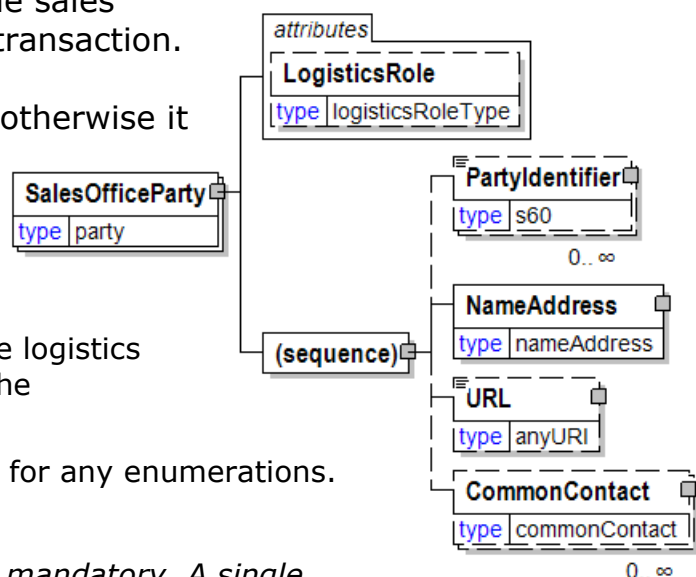 e sales
transaction.
otherwise it
e logistics
he
for any enumerations.
mandatory. A single
attributes
LogisticsRole
type logisticsRoleType
SalesOfficeParty
type party
(sequence)
PartyIdentifier
type s60
0.. ∞
NameAddress
type nameAddress
URL
type anyURI
CommonContact
type commonContact
0.. ∞